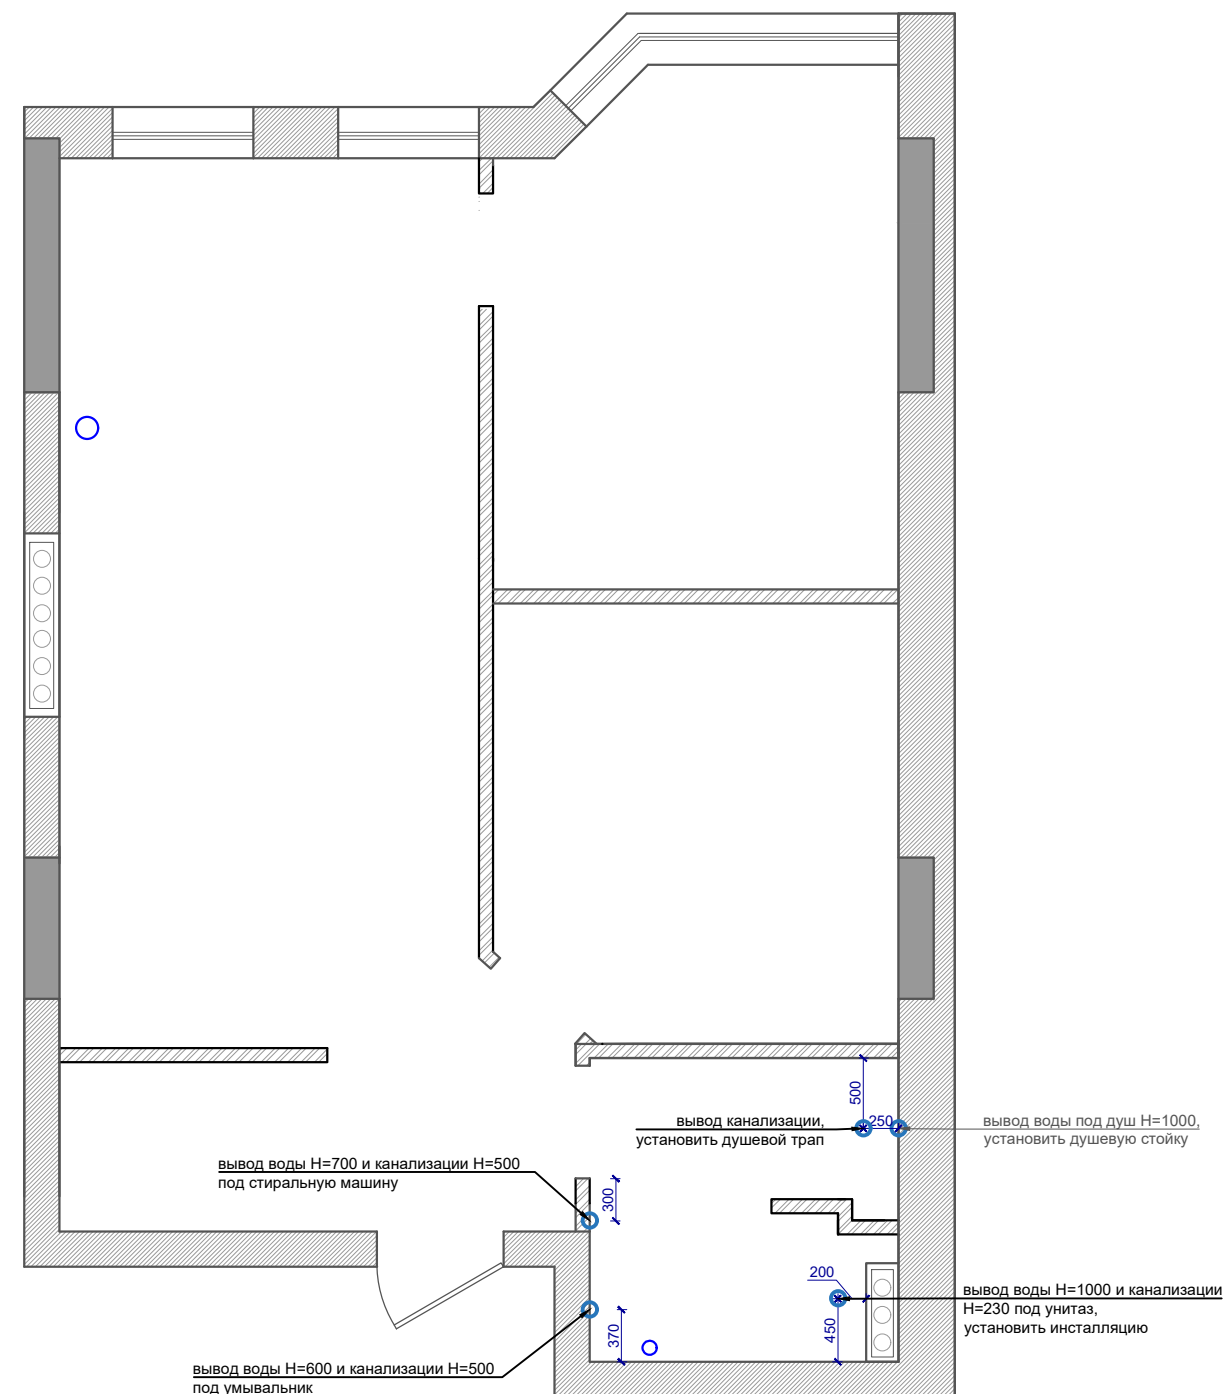 500
250
вывод канализации,
установить душевой трап
вывод воды под душ H=1000,
установить душевую стойку
вывод воды H=700 и канализации H=500
под стиральную машину
300
200
вывод воды H=1000 и канализации
H=230 под унитаз,
установить инсталляцию
370
450
вывод воды H=600 и канализации H=500
под умывальник